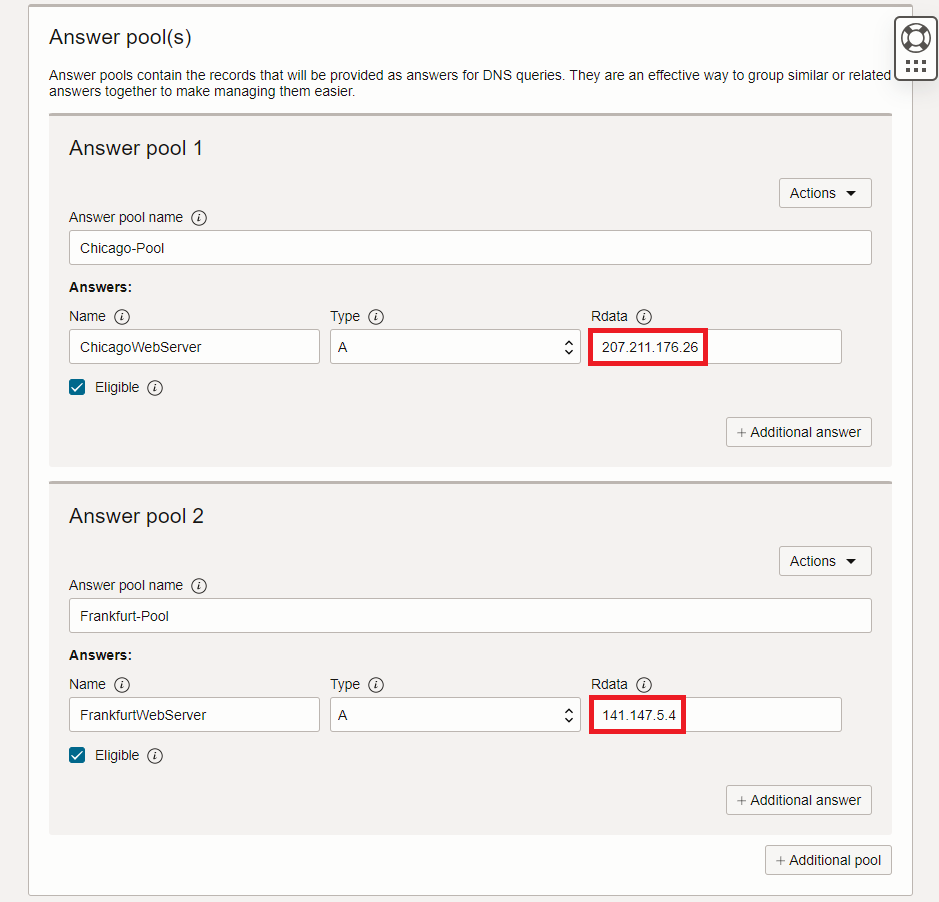 Answer pool(s)
Answer pools contain the records that will be provided as answers for DNS queries. They are an effective way to group similar or related
answers together to make managing them easier.
Answer pool 1
Actions
Answer pool name
Chicago-Pool
Answers:
Name Type Rdata
ChicagoWebServer A 207.211.176.26
Eligible
+ Additional answer
Answer pool 2
Actions
Answer pool name
Frankfurt-Pool
Answers:
Name Type Rdata
FrankfurtWebServer A 141.147.5.4
Eligible
+ Additional answer
+ Additional pool